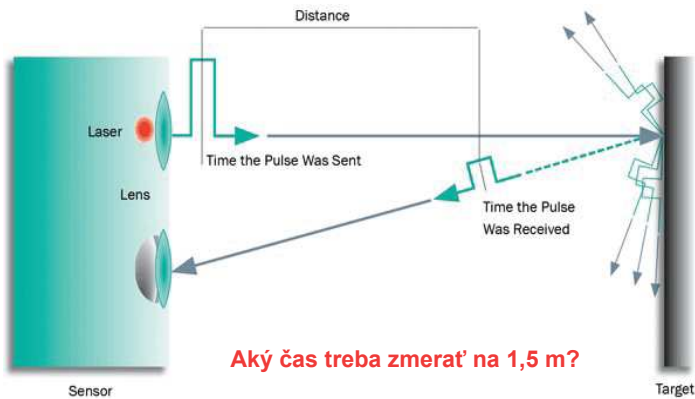 Distance
Laser
Time the Pulse Was Sent
Lens
Time the Pulse
Was Received
Aký čas treba zmerať na 1,5 m?
Sensor
Target